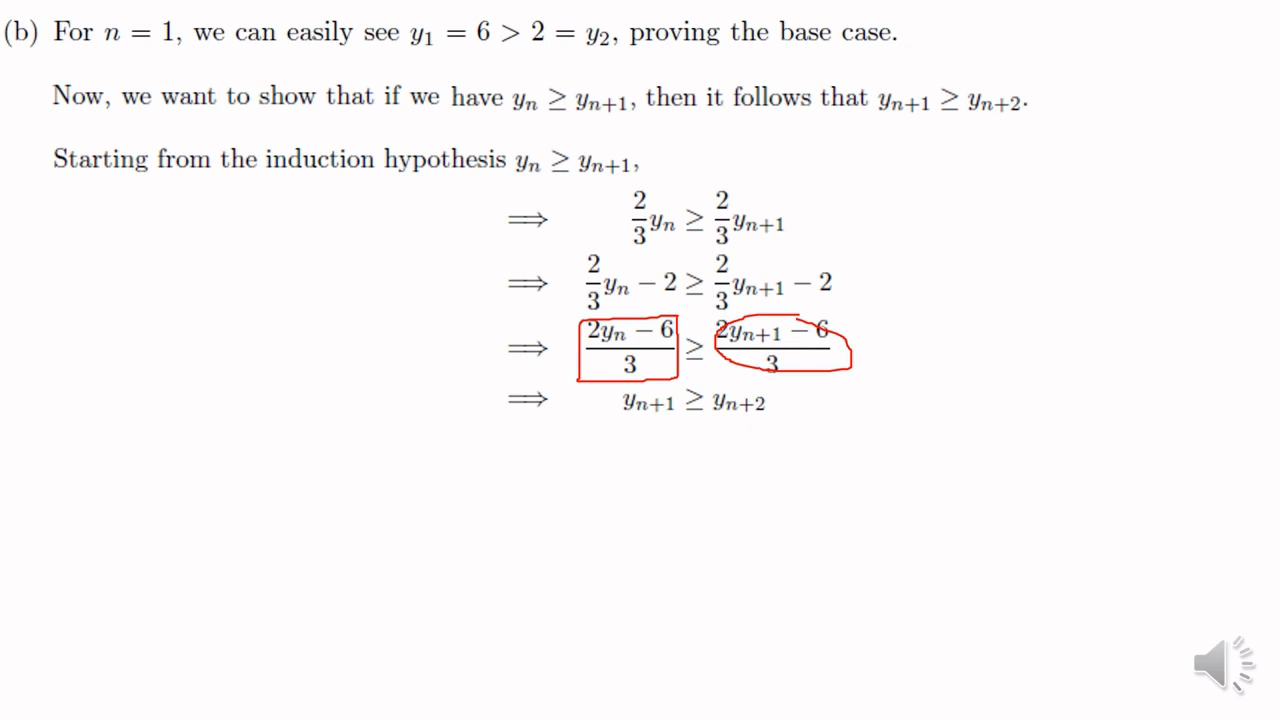 (b) For n = 1, we can easily see y₁ = 6 > 2 = y₂, proving the base case.
Now, we want to show that if we have yₙ ≥ yₙ₊₁, then it follows that yₙ₊₁ ≥ yₙ₊₂.
Starting from the induction hypothesis yₙ ≥ yₙ₊₁,
⟹ 2/3 yₙ ≥ 2/3 yₙ₊₁
⟹ 2/3 yₙ − 2 ≥ 2/3 yₙ₊₁ − 2
⟹ (2yₙ − 6)/3 ≥ (2yₙ₊₁ − 6)/3
⟹ yₙ₊₁ ≥ yₙ₊₂